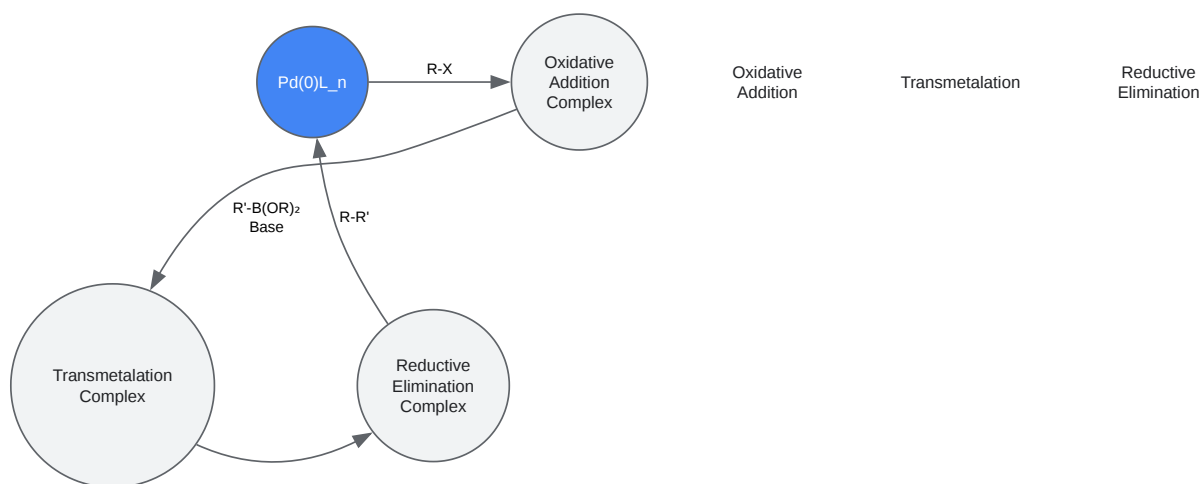 Pd(0)L_n
R-X
Oxidative
Addition
Complex
Oxidative
Addition
Transmetalation
Reductive
Elimination
R'-B(OR)₂
Base
R-R'
Transmetalation
Complex
Reductive
Elimination
Complex